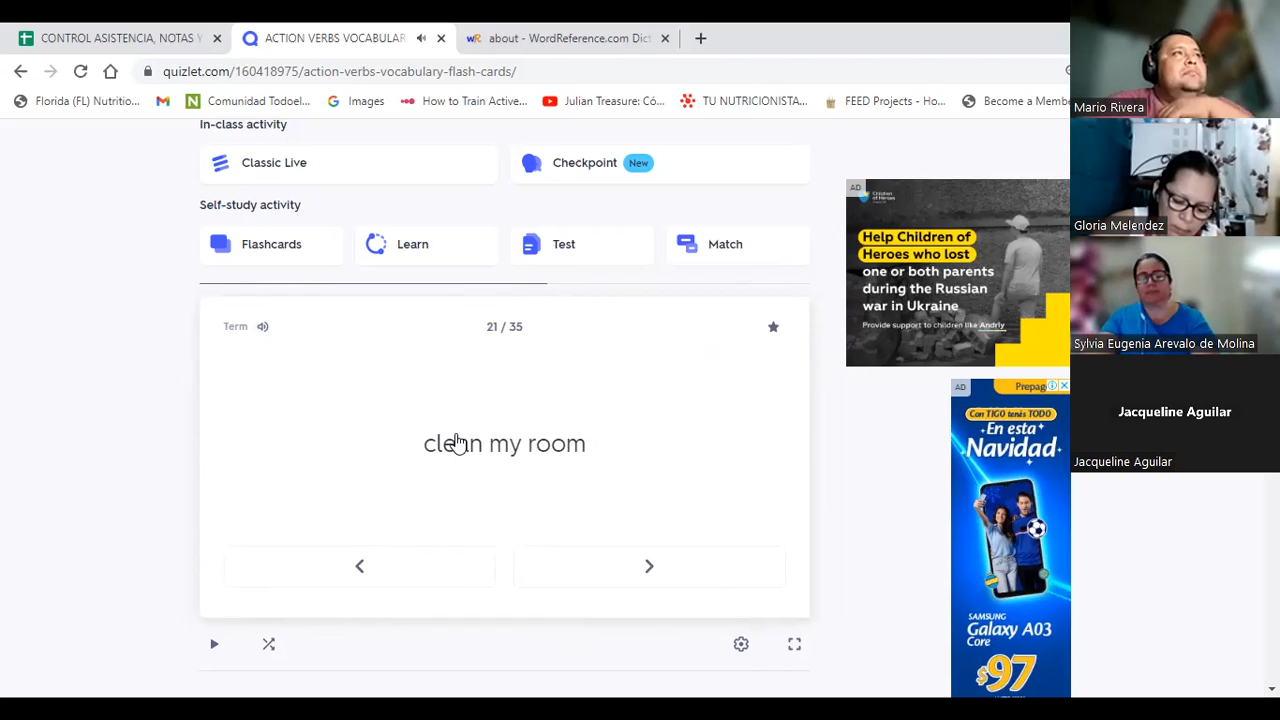 CONTROL ASISTENCIA, NOTAS Y
ACTION VERBS VOCABULAR
about - WordReference.com Dict
quizlet.com/160418975/action-verbs-vocabulary-flash-cards/
Florida (FL) Nutritio...
Comunidad Todoel...
Images
How to Train Active...
Julian Treasure: Có...
TU NUTRICIONISTA...
FEED Projects - Ho...
Become a Membe
In-class activity
Classic Live
Checkpoint New
Self-study activity
Flashcards
Learn
Test
Match
Term
21 / 35
clean my room
AD
Children of Heroes
Help Children of
Heroes who lost
one or both parents
during the Russian
war in Ukraine
Provide support to children like Andriy
AD
Prepag
Con TIGO tenés TODO
En esta
Navidad
SAMSUNG
Galaxy A03
Core
$97
Mario Rivera
Gloria Melendez
Sylvia Eugenia Arevalo de Molina
Jacqueline Aguilar
Jacqueline Aguilar